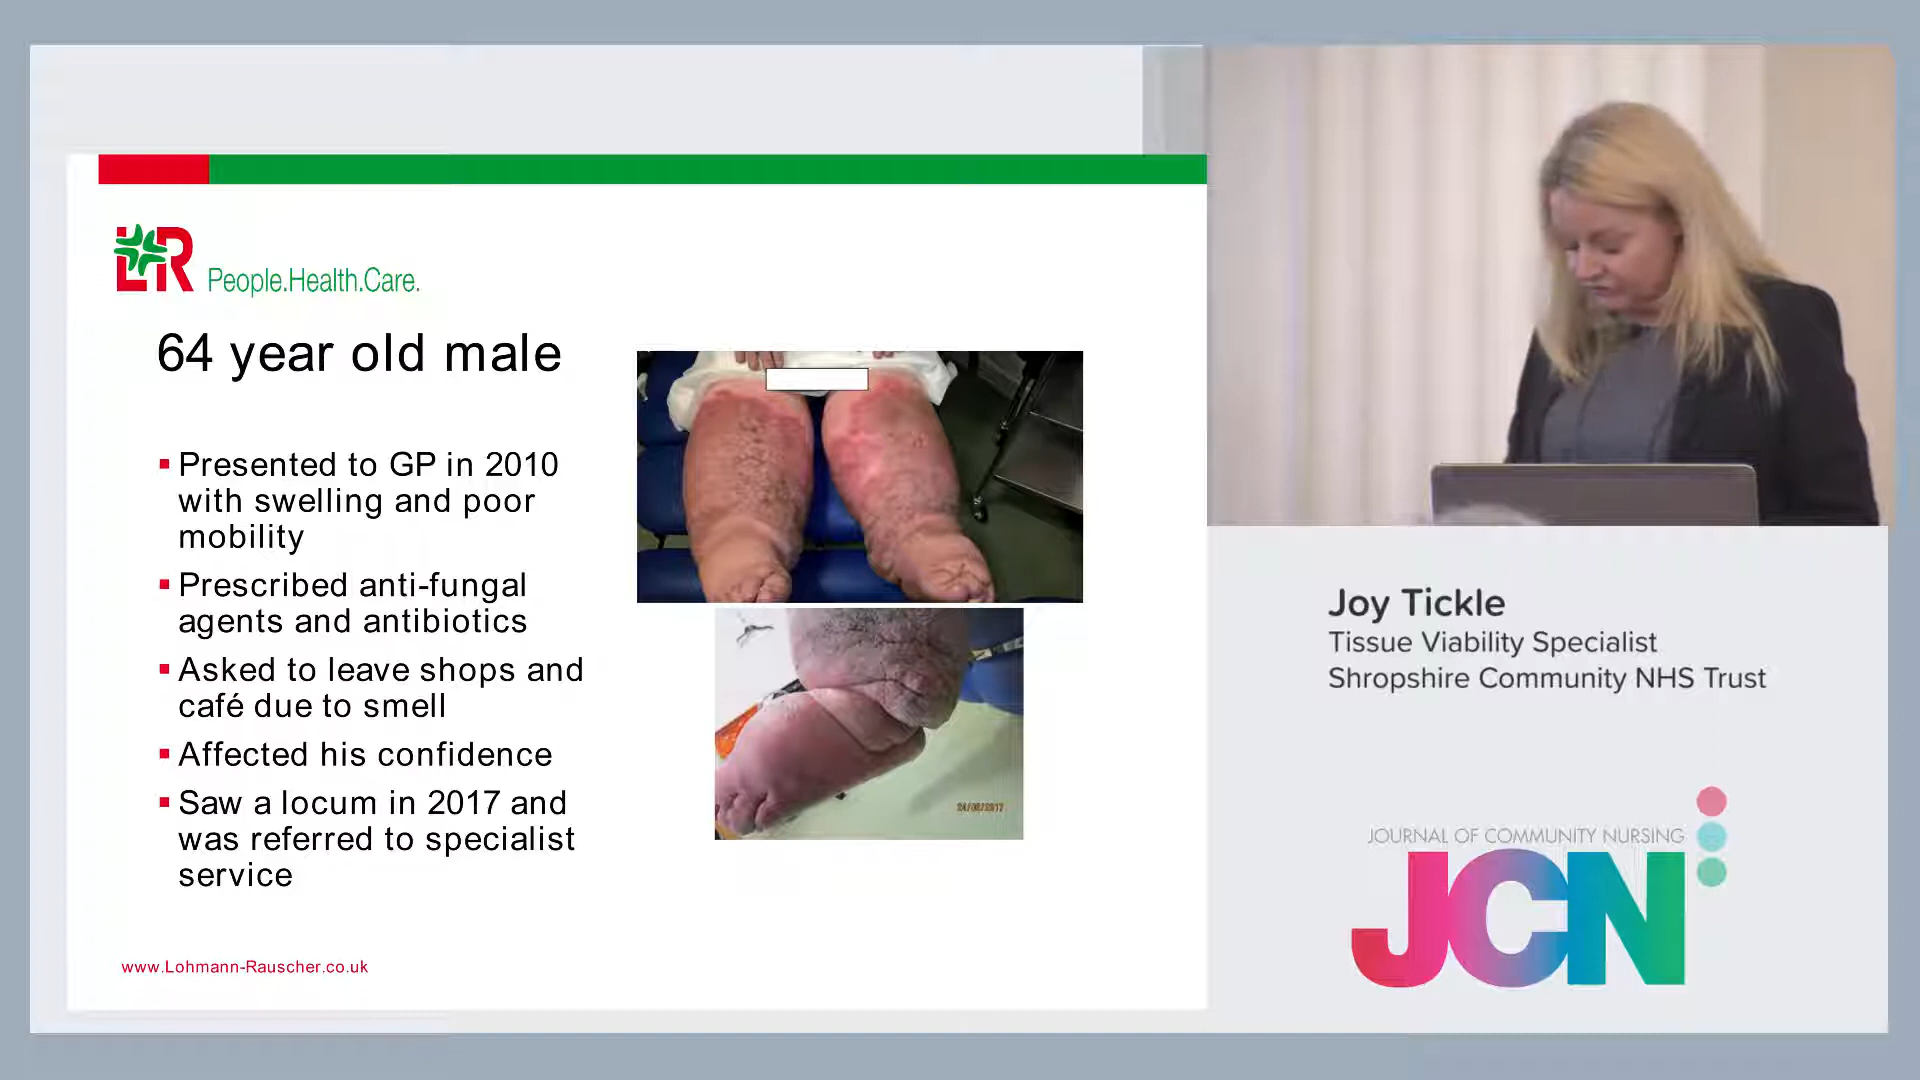 L&R
People.Health.Care.
64 year old male
Presented to GP in 2010
with swelling and poor
mobility
Prescribed anti-fungal
agents and antibiotics
Asked to leave shops and
café due to smell
Affected his confidence
Saw a locum in 2017 and
was referred to specialist
service
www.Lohmann-Rauscher.co.uk
Joy Tickle
Tissue Viability Specialist
Shropshire Community NHS Trust
JOURNAL OF COMMUNITY NURSING
JCN